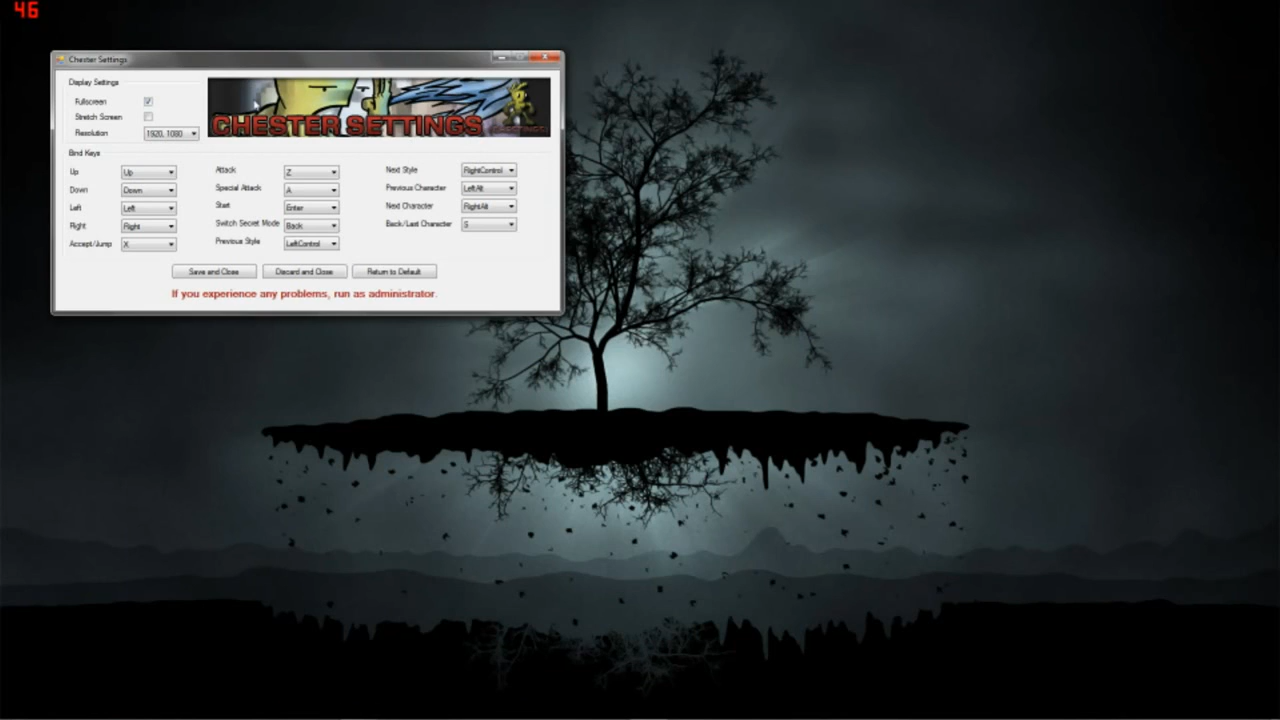 46
Chester Settings
Display Settings
Fullscreen
Stretch Screen
Resolution 1920, 1080
CHESTER SETTINGS
Bind Keys
Up Up
Down Down
Left Left
Right Right
Accept/Jump X
Attack Z
Special Attack A
Start Enter
Switch Secret Mode Back
Previous Style LeftControl
Next Style RightControl
Previous Character LeftAlt
Next Character RightAlt
Back/Last Character S
Save and Close Discard and Close Return to Default
If you experience any problems, run as administrator.